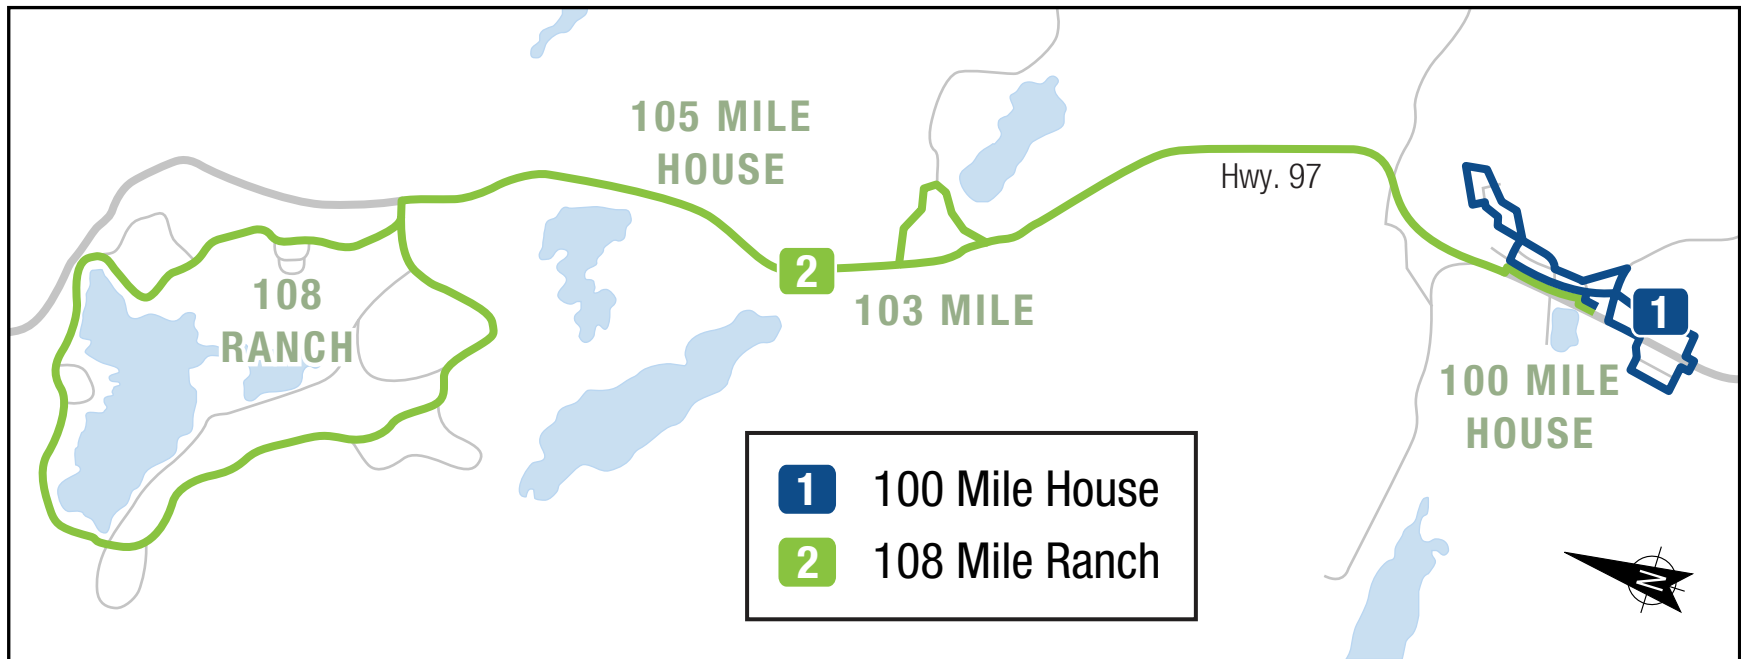 105 MILE
HOUSE
Hwy. 97
2
103 MILE
108
RANCH
1
100 MILE
HOUSE
1 100 Mile House
2 108 Mile Ranch
N